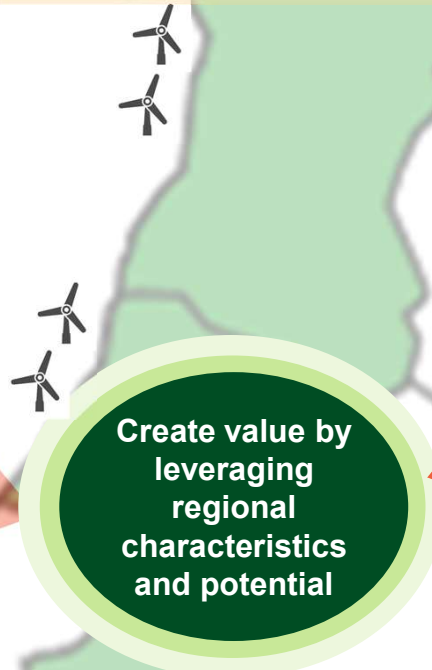 Create value by
leveraging
regional
characteristics
and potential